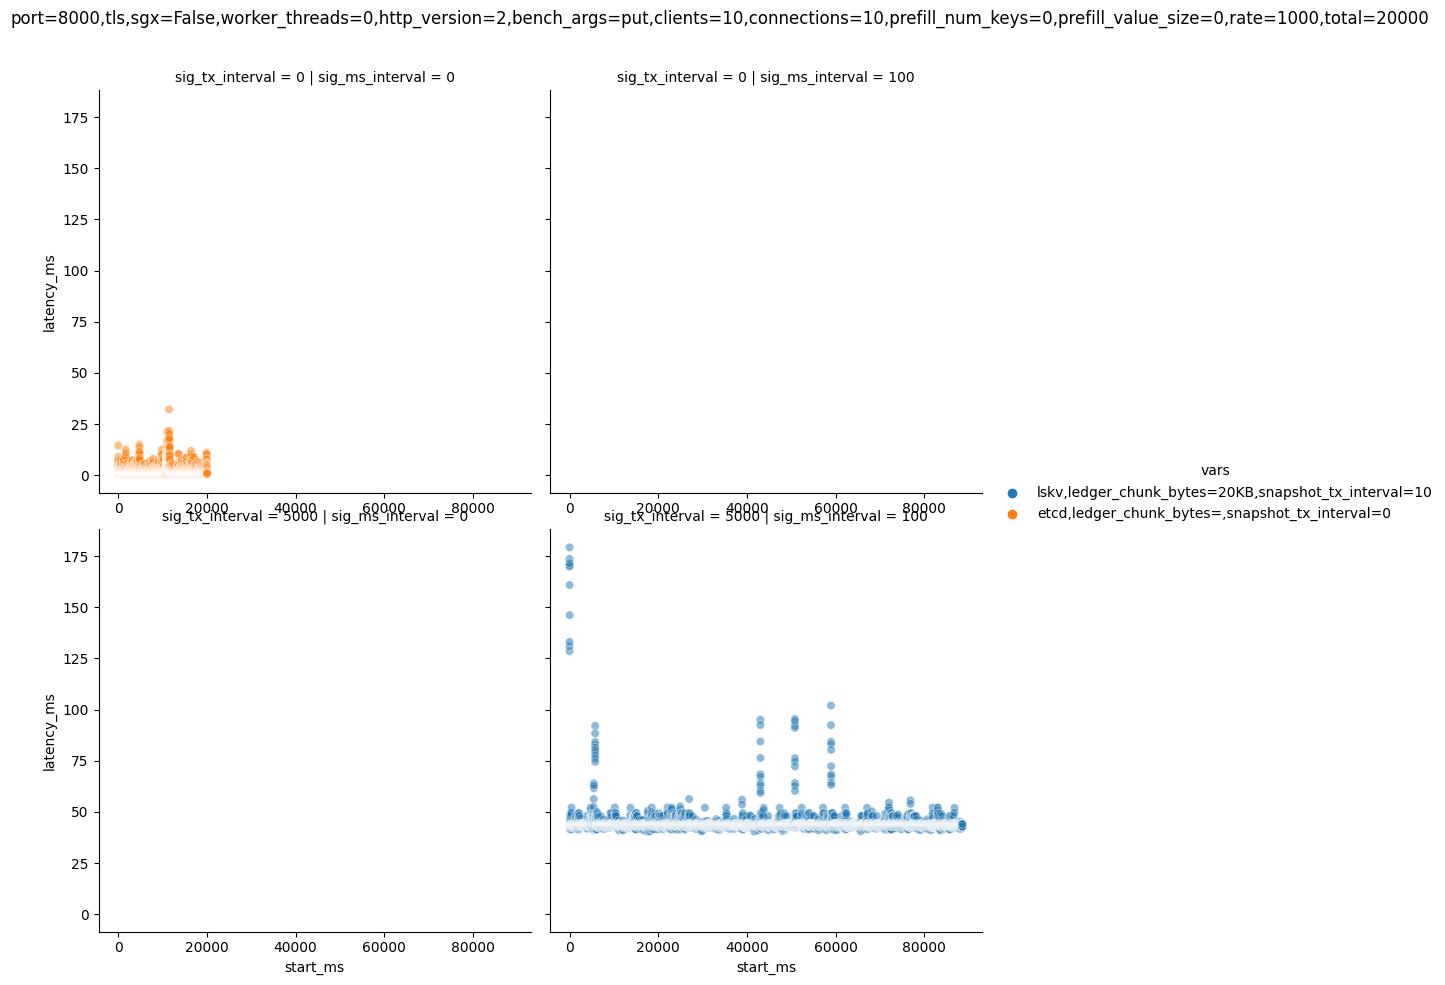 port=8000,tls,sgx=False,worker_threads=0,http_version=2,bench_args=put,clients=10,connections=10,prefill_num_keys=0,prefill_value_size=0,rate=1000,total=20000
sig_tx_interval = 0 | sig_ms_interval = 0
sig_tx_interval = 0 | sig_ms_interval = 100
175
150
125
100
75
50
25
0
latency_ms
0 20000 40000 60000 80000
0 20000 40000 60000 80000
vars
lskv,ledger_chunk_bytes=20KB,snapshot_tx_interval=10
etcd,ledger_chunk_bytes=,snapshot_tx_interval=0
sig_tx_interval = 5000 | sig_ms_interval = 0
sig_tx_interval = 5000 | sig_ms_interval = 100
175
150
125
100
75
50
25
0
latency_ms
0 20000 40000 60000 80000
0 20000 40000 60000 80000
start_ms
start_ms